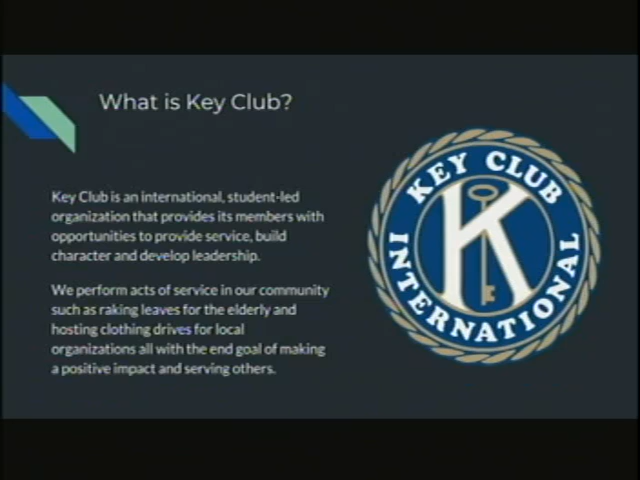 What is Key Club?
Key Club is an international, student-led
organization that provides its members with
opportunities to provide service, build
character and develop leadership.
We perform acts of service in our community
such as raking leaves for the elderly and
hosting clothing drives for local
organizations all with the end goal of making
a positive impact and serving others.
KEY CLUB
K
INTERNATIONAL